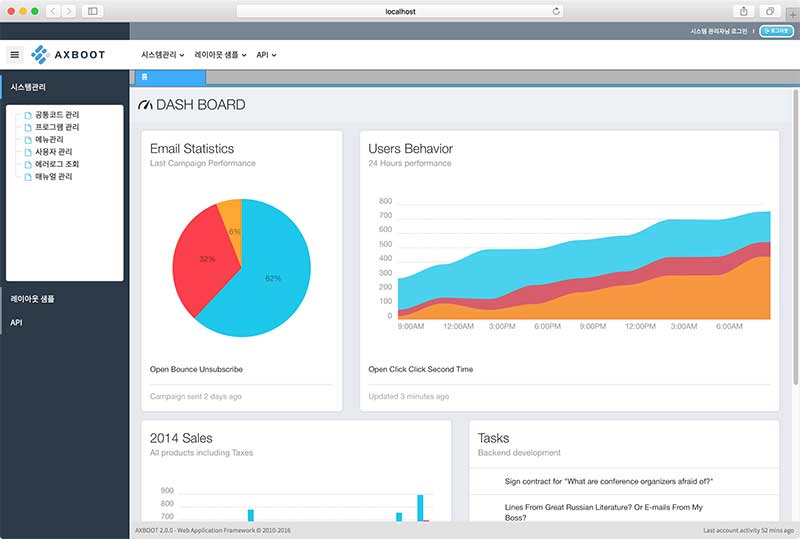 localhost
시스템 관리자님 로그인
로그아웃
AXBOOT
시스템관리
레이아웃 샘플
API
시스템관리
홈
공통코드 관리
프로그램 관리
메뉴관리
사용자 관리
에러로그 조회
매뉴얼 관리
레이아웃 샘플
API
DASH BOARD
Email Statistics
Last Campaign Performance
62%
32%
6%
Open Bounce Unsubscribe
Campaign sent 2 days ago
Users Behavior
24 Hours performance
800
700
600
500
400
300
200
100
0
9:00AM 12:00AM 3:00PM 6:00PM 9:00PM 12:00PM 3:00AM 6:00AM
Open Click Click Second Time
Updated 3 minutes ago
2014 Sales
All products including Taxes
900
800
700
Tasks
Backend development
Sign contract for "What are conference organizers afraid of?"
Lines From Great Russian Literature? Or E-mails From My
Boss?
AXBOOT 2.0.0 - Web Application Framework © 2010-2016
Last account activity 52 mins ago